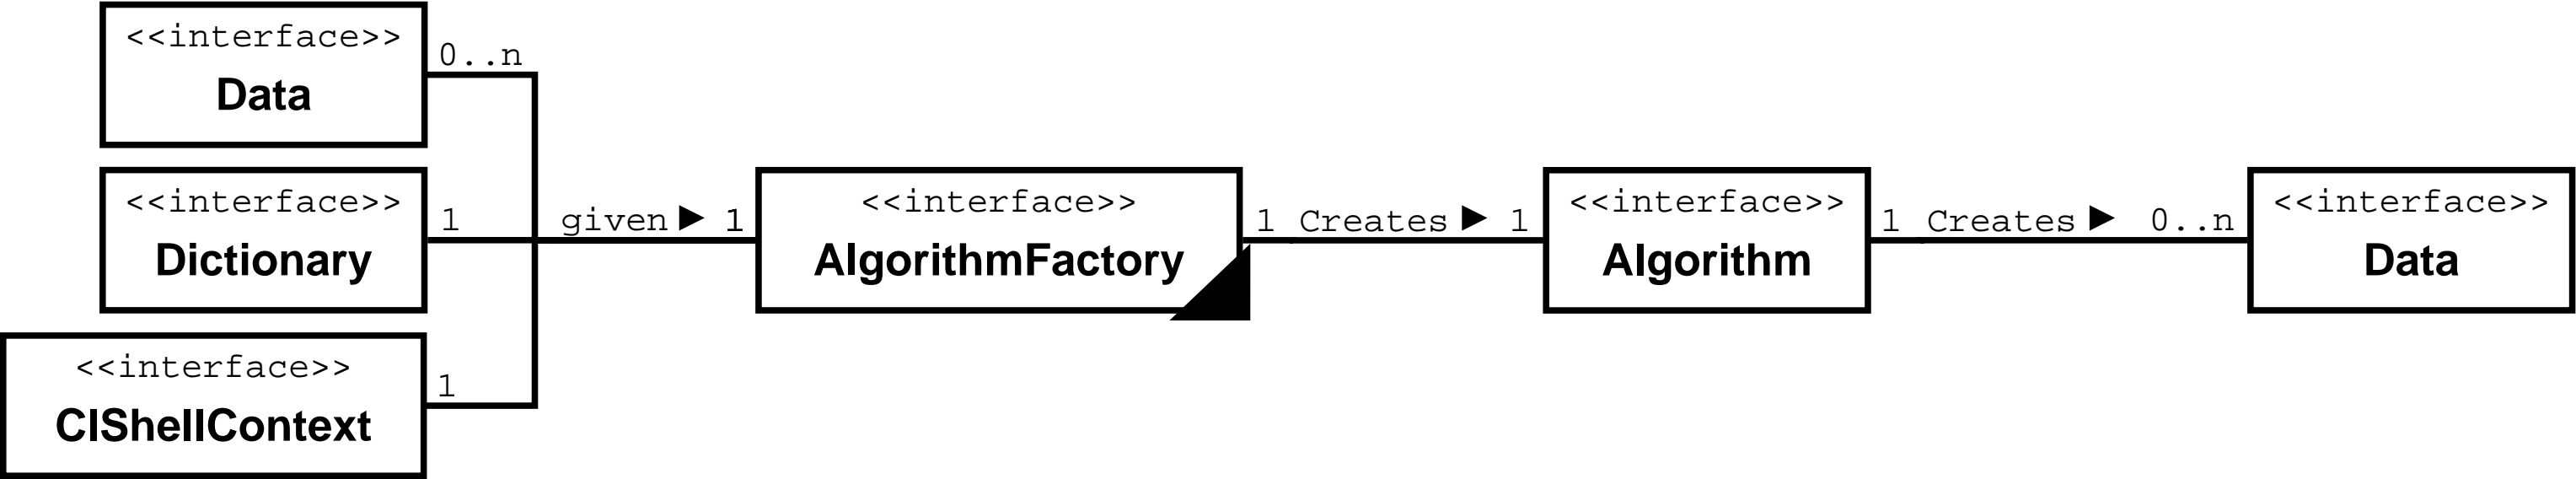 <<interface>>
Data
0..n
<<interface>>
Dictionary
1
<<interface>>
CIShellContext
1
given ► 1
<<interface>>
AlgorithmFactory
1 Creates ► 1
<<interface>>
Algorithm
1 Creates ► 0..n
<<interface>>
Data